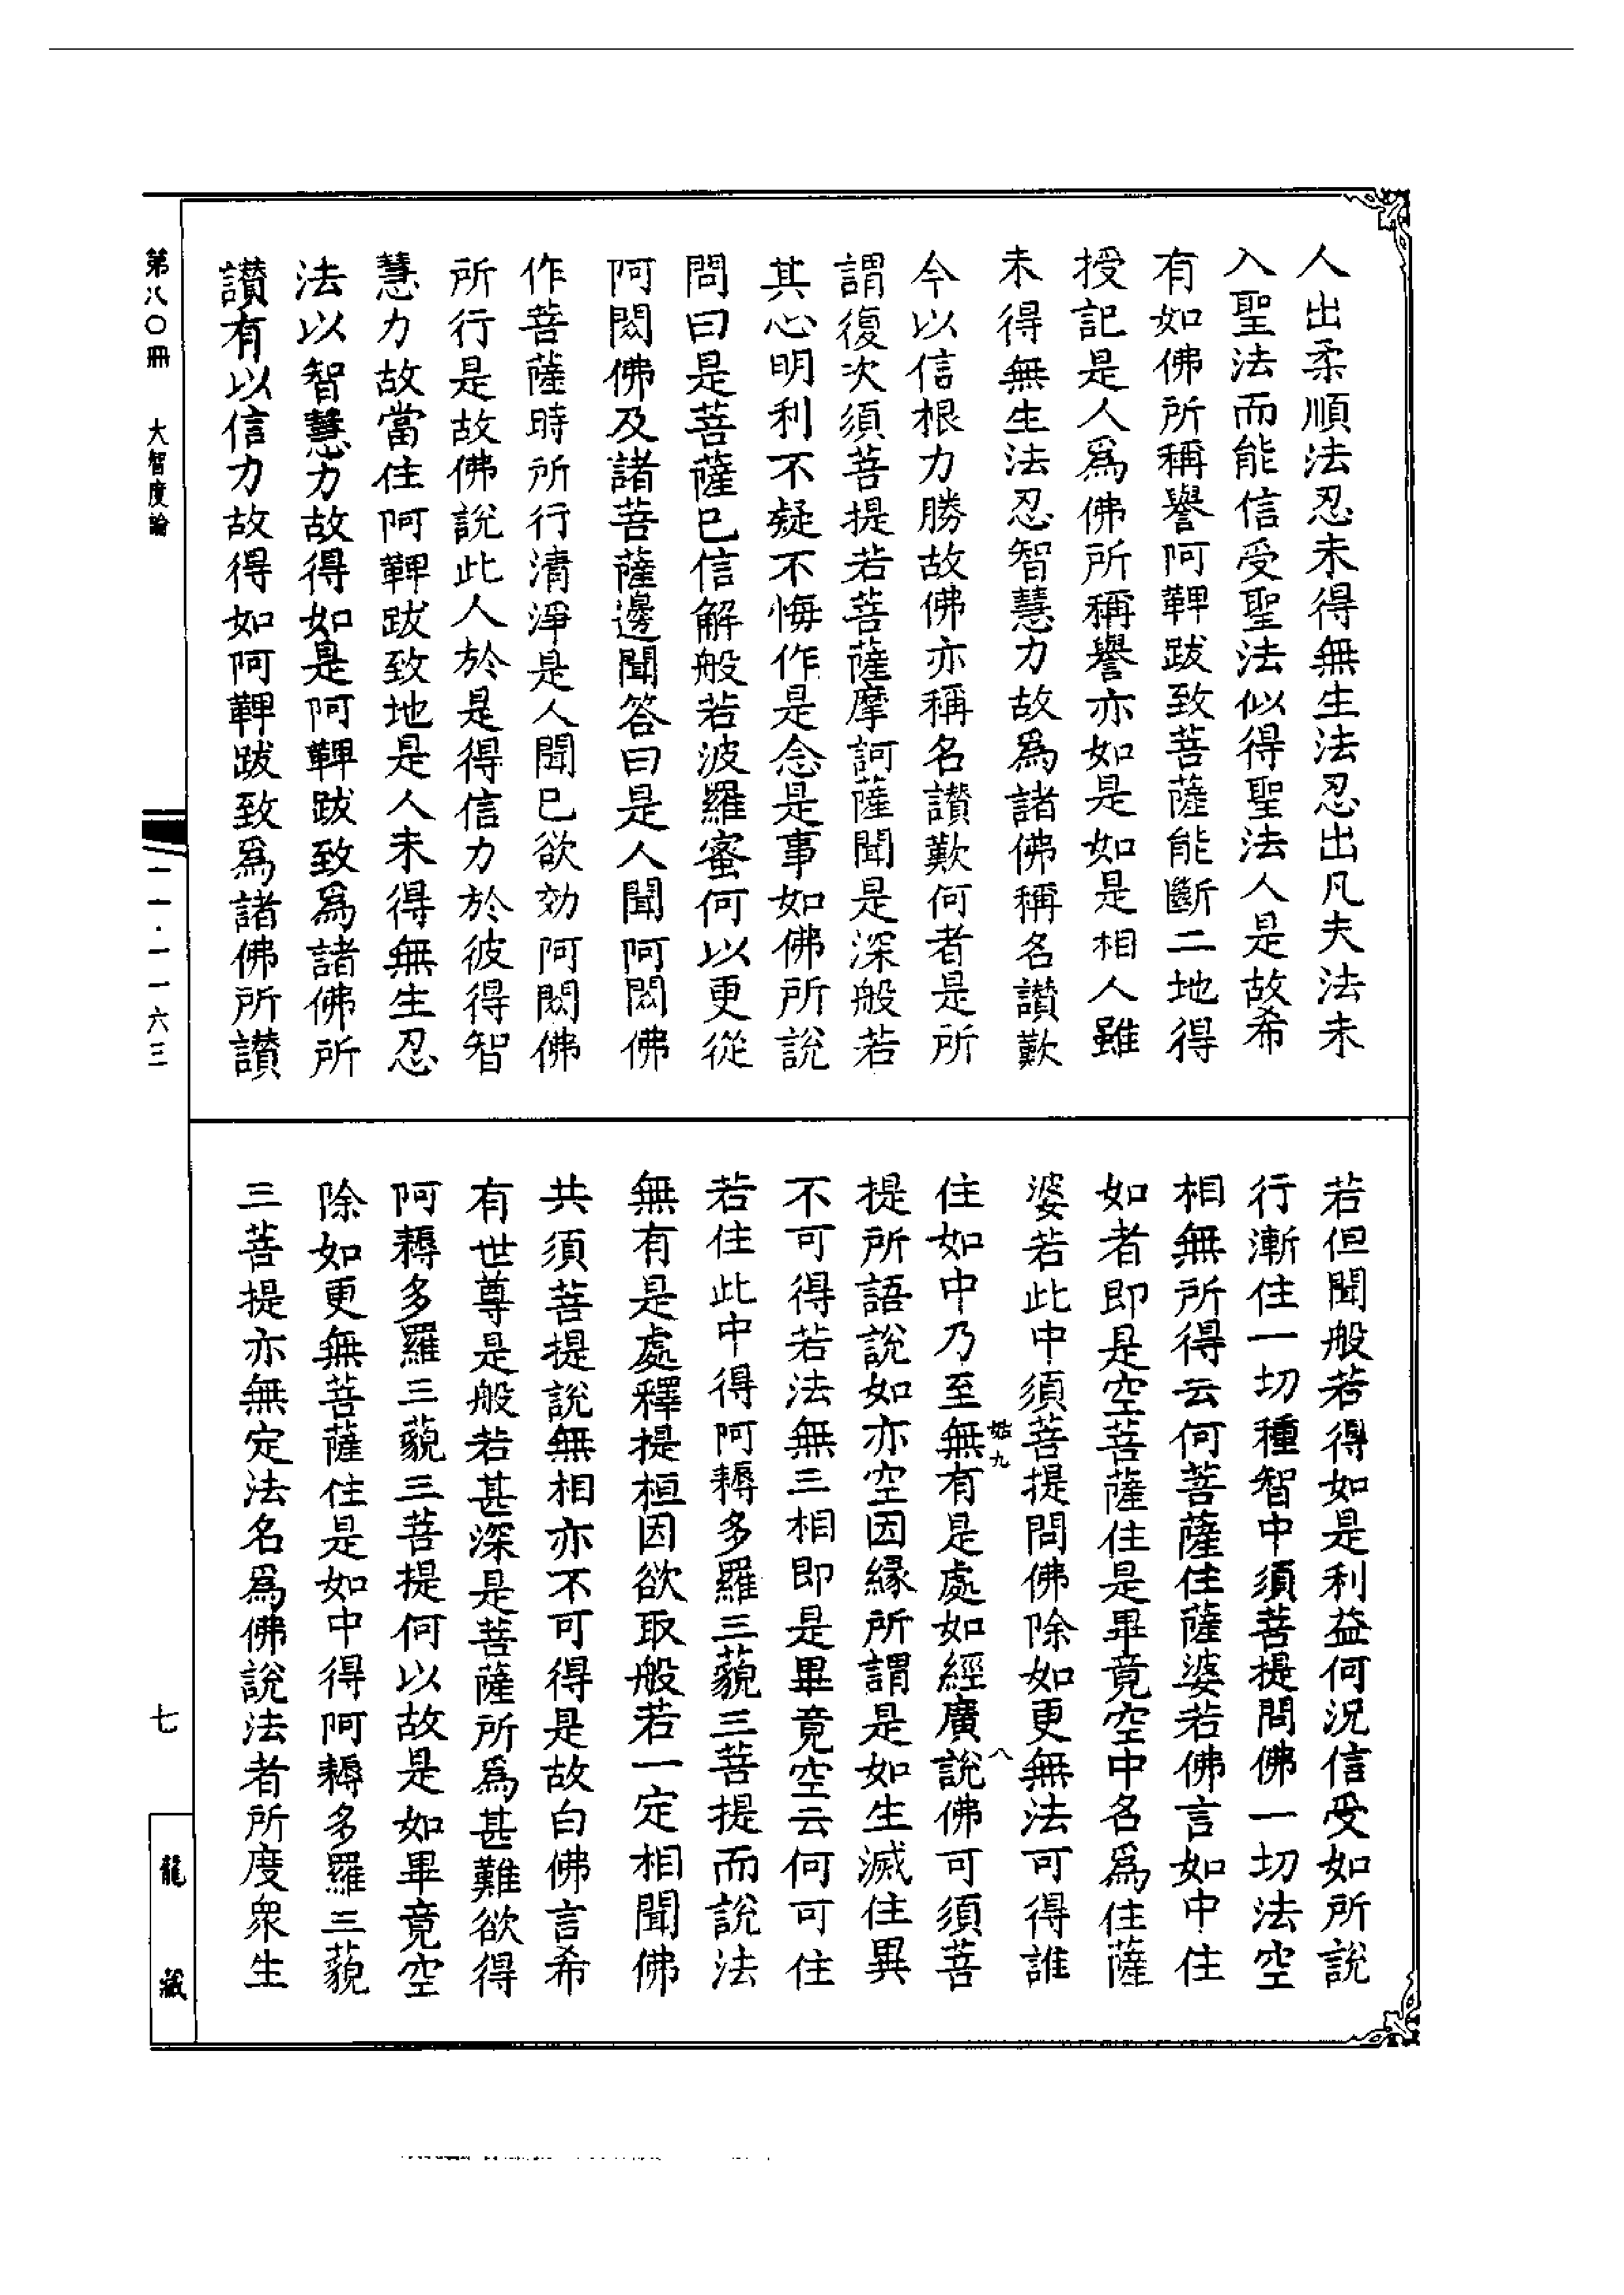 人出柔順法忍未得無生法忍出凡夫法未
入聖法而能信受聖法似得聖法人是故希
有如佛所稱譽阿鞞跋致菩薩能斷二地得
授記是人爲佛所稱譽亦如是如是相人雖
未得無生法忍智慧力故爲諸佛稱名讃歎
今以信根力勝故佛亦稱名讃歎何者是所
謂復次須菩提若菩薩摩訶薩聞是深般若
其心明利不疑不悔作是念是事如佛所說
問曰是菩薩已信解般若波羅蜜何以更從
阿閦佛及諸菩薩邊聞答曰是人聞阿閦佛
作菩薩時所行清淨是人聞已欲効阿閦佛
所行是故佛說此人於是得信力於彼得智
慧力故當住阿鞞跋致地是人未得無生忍
法以智慧力故得如是阿鞞跋致爲諸佛所
讃有以信力故得如阿鞞跋致爲諸佛所讃
若但聞般若得如是利益何況信受如所說
行漸住一切種智中須菩提問佛一切法空
相無所得云何菩薩住薩婆若佛言如中住
如者即是空菩薩住是畢竟空中名爲住薩
婆若此中須菩提問佛除如更無法可得誰
住如中乃至無有是處如經廣說佛可須菩
提所語說如亦空因緣所謂是如生滅住異
不可得若法無三相即是畢竟空云何可住
若住此中得阿耨多羅三藐三菩提而說法
無有是處釋提桓因欲取般若一定相聞佛
共須菩提說無相亦不可得是故白佛言希
有世尊是般若甚深是菩薩所爲甚難欲得
阿耨多羅三藐三菩提何以故是如畢竟空
除如更無菩薩住是如中得阿耨多羅三藐
三菩提亦無定法名爲佛說法者所度衆生
姑九
八
第八〇冊
大智度論
一一·一一六三
七
龍藏